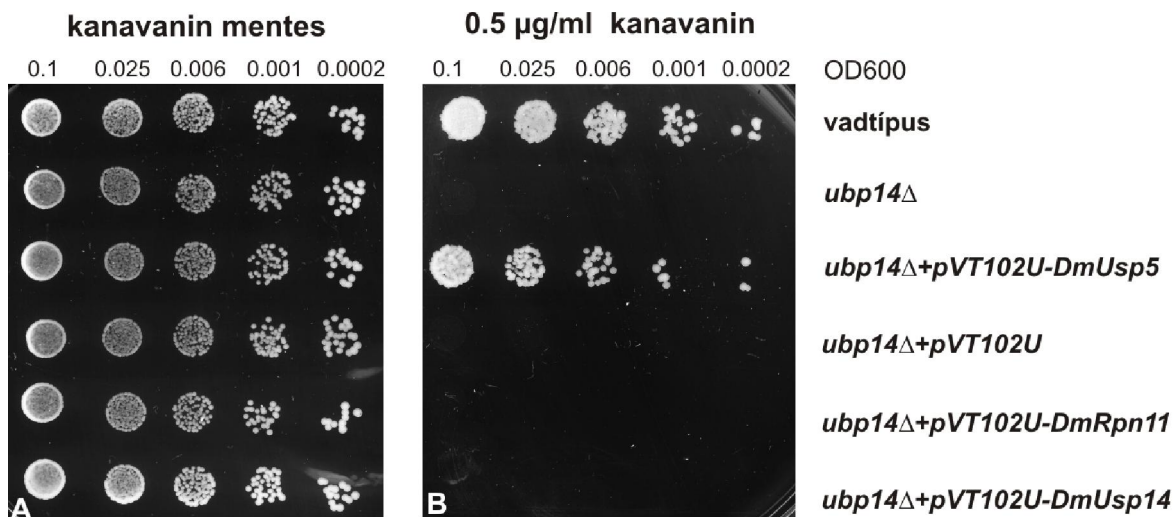 kanavanin mentes
0.5 µg/ml kanavanin
0.1 0.025 0.006 0.001 0.0002
0.1 0.025 0.006 0.001 0.0002
OD600
vadtípus
ubp14Δ
ubp14Δ+pVT102U-DmUsp5
ubp14Δ+pVT102U
ubp14Δ+pVT102U-DmRpn11
ubp14Δ+pVT102U-DmUsp14
A
B